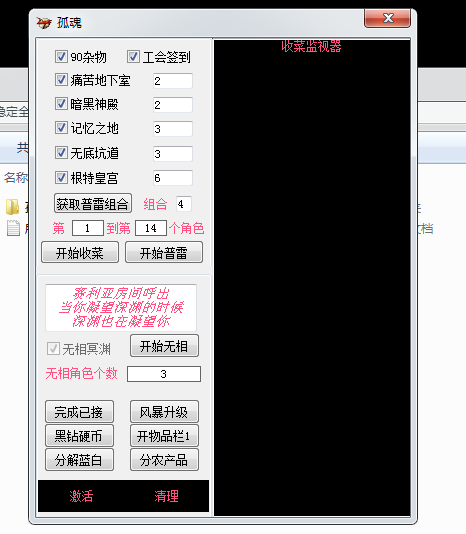 孤魂
收菜监视器
90杂物 工会签到
痛苦地下室 2
暗黑神殿 2
记忆之地 3
无底坑道 3
根特皇宫 6
获取普雷组合 组合 4
第 1 到第 14 个角色
开始收菜 开始普雷
赛利亚房间呼出
当你凝望深渊的时候
深渊也在凝望你
无相冥渊 开始无相
无相角色个数 3
完成已接 风暴升级
黑钻硬币 开物品栏1
分解蓝白 分农产品
激活 清理
稳定全
共
名称
文档